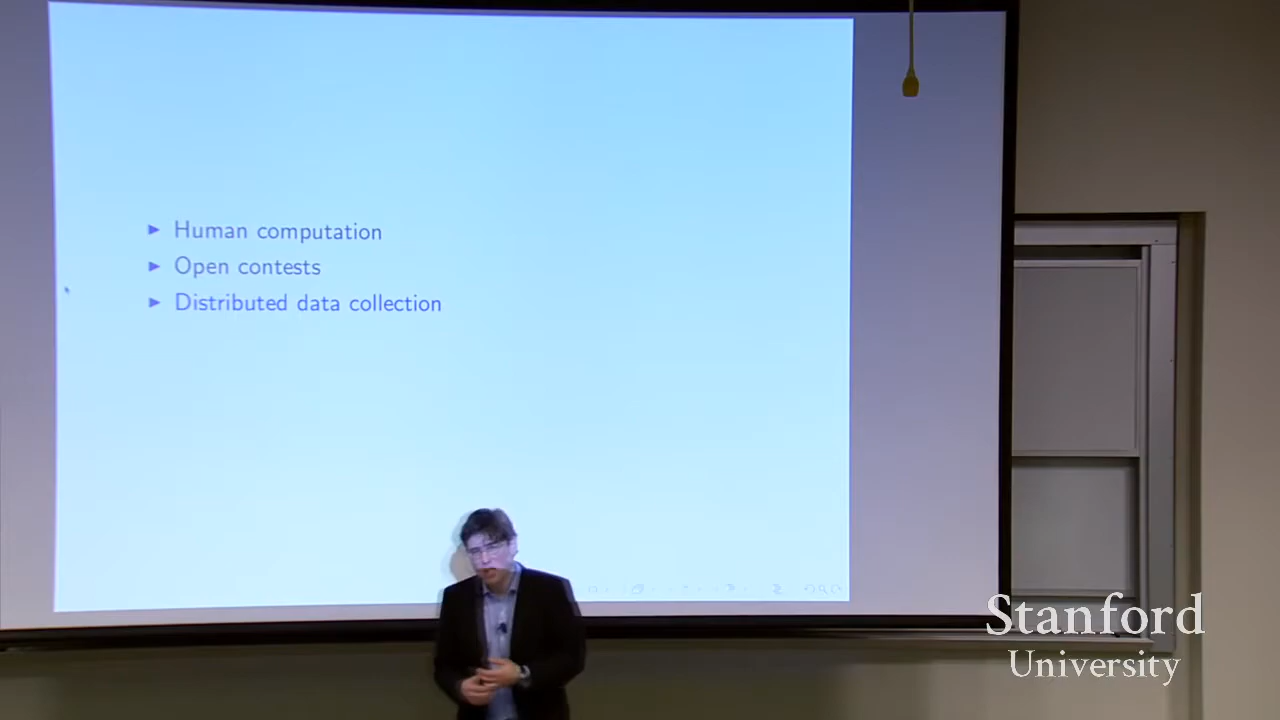 Human computation
Open contests
Distributed data collection
Stanford
University